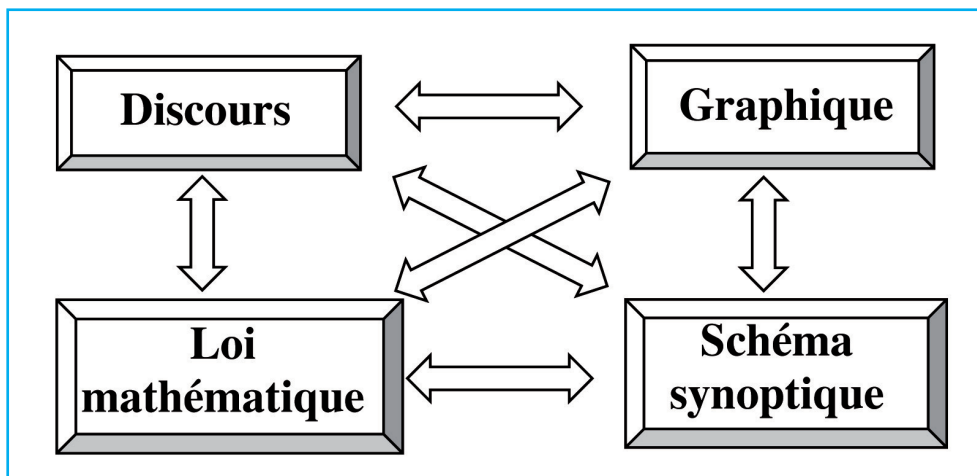 Discours
Graphique
Loi
mathématique
Schéma
synoptique